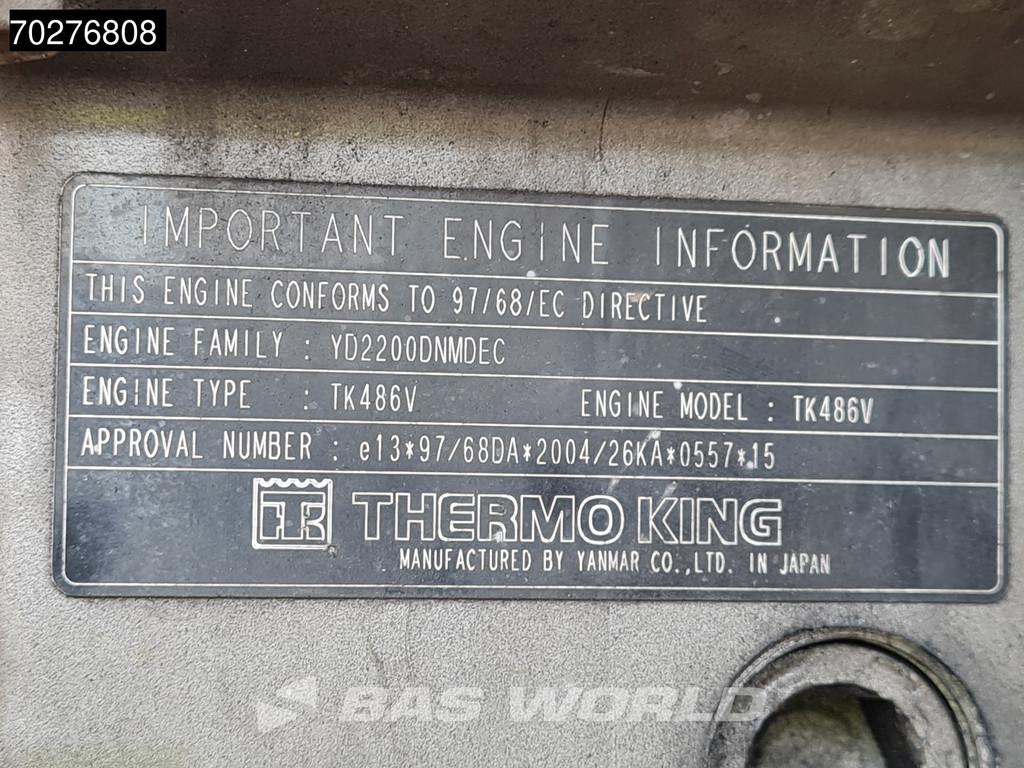 70276808
IMPORTANT ENGINE INFORMATION
THIS ENGINE CONFORMS TO 97/68/EC DIRECTIVE
ENGINE FAMILY : YD2200DNMDEC
ENGINE TYPE : TK486V ENGINE MODEL : TK486V
APPROVAL NUMBER : e13*97/68DA*2004/26KA*0557*15
TK THERMO KING
®
MANUFACTURED BY YANMAR CO.,LTD. IN JAPAN
BAS WORLD